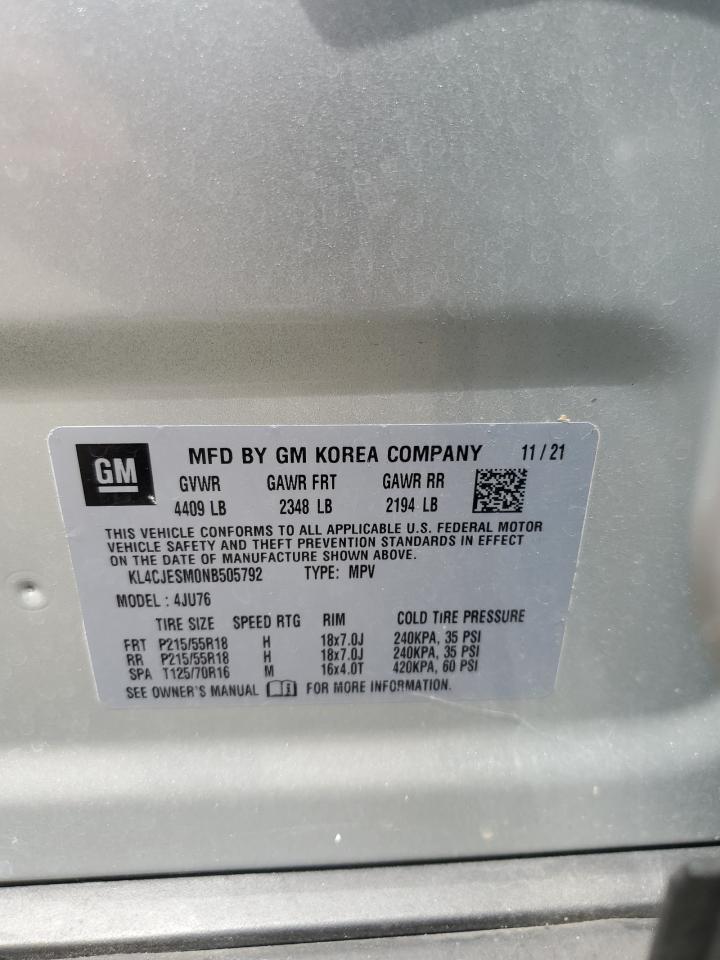 GM
MFD BY GM KOREA COMPANY 11/21
GVWR GAWR FRT GAWR RR
4409 LB 2348 LB 2194 LB
THIS VEHICLE CONFORMS TO ALL APPLICABLE U.S. FEDERAL MOTOR
VEHICLE SAFETY AND THEFT PREVENTION STANDARDS IN EFFECT
ON THE DATE OF MANUFACTURE SHOWN ABOVE.
KL4CJESM0NB505792 TYPE: MPV
MODEL : 4JU76
TIRE SIZE SPEED RTG RIM COLD TIRE PRESSURE
FRT P215/55R18 H 18x7.0J 240KPA, 35 PSI
RR P215/55R18 H 18x7.0J 240KPA, 35 PSI
SPA T125/70R16 M 16x4.0T 420KPA, 60 PSI
SEE OWNER'S MANUAL FOR MORE INFORMATION.